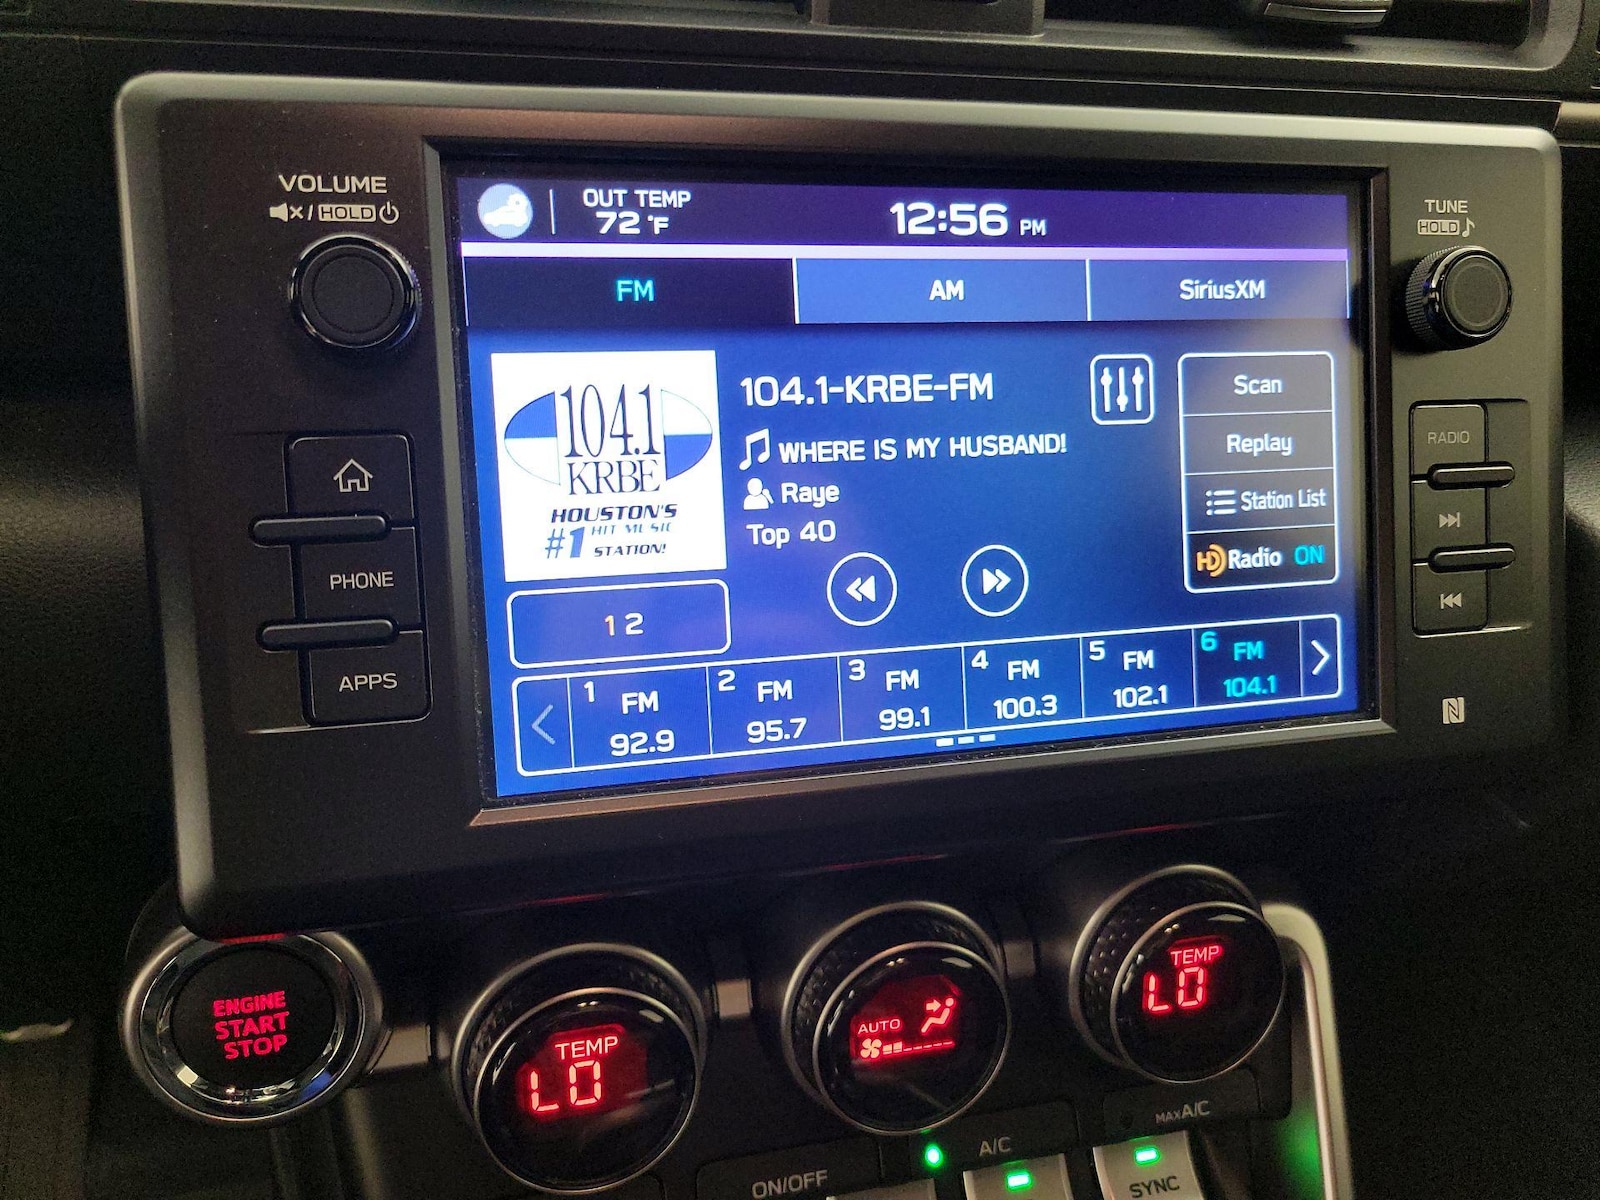 VOLUME
/ HOLD
OUT TEMP
72 °F
12:56 PM
TUNE
HOLD
FM
AM
SiriusXM
104.1
KRBE
HOUSTON'S
#1 HIT MUSIC
STATION!
104.1-KRBE-FM
WHERE IS MY HUSBAND!
Raye
Top 40
Scan
Replay
Station List
HD Radio ON
RADIO
PHONE
APPS
1 2
1 FM 92.9
2 FM 95.7
3 FM 99.1
4 FM 100.3
5 FM 102.1
6 FM 104.1
ENGINE
START
STOP
TEMP
LO
AUTO
TEMP
LO
ON/OFF
A/C
MAX A/C
SYNC